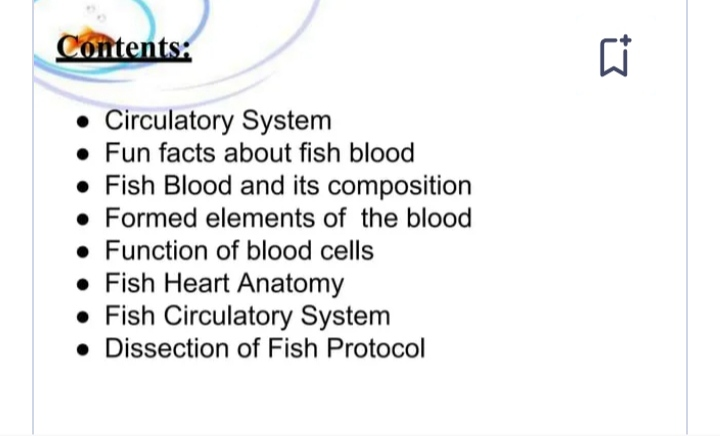 Contents:
● Circulatory System
● Fun facts about fish blood
● Fish Blood and its composition
● Formed elements of  the blood
● Function of blood cells
● Fish Heart Anatomy
● Fish Circulatory System
● Dissection of Fish Protocol